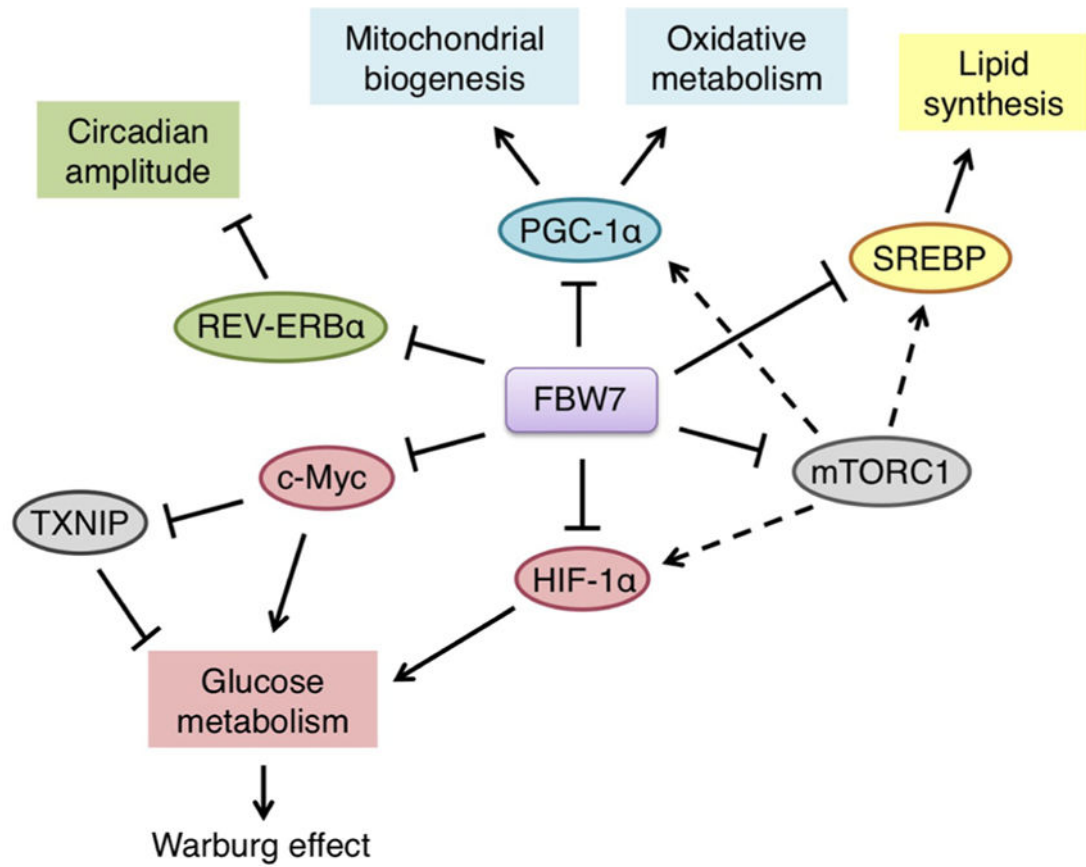 Mitochondrial
biogenesis
Oxidative
metabolism
Lipid
synthesis
Circadian
amplitude
PGC-1α
SREBP
REV-ERBα
FBW7
c-Myc
mTORC1
TXNIP
HIF-1α
Glucose
metabolism
Warburg effect